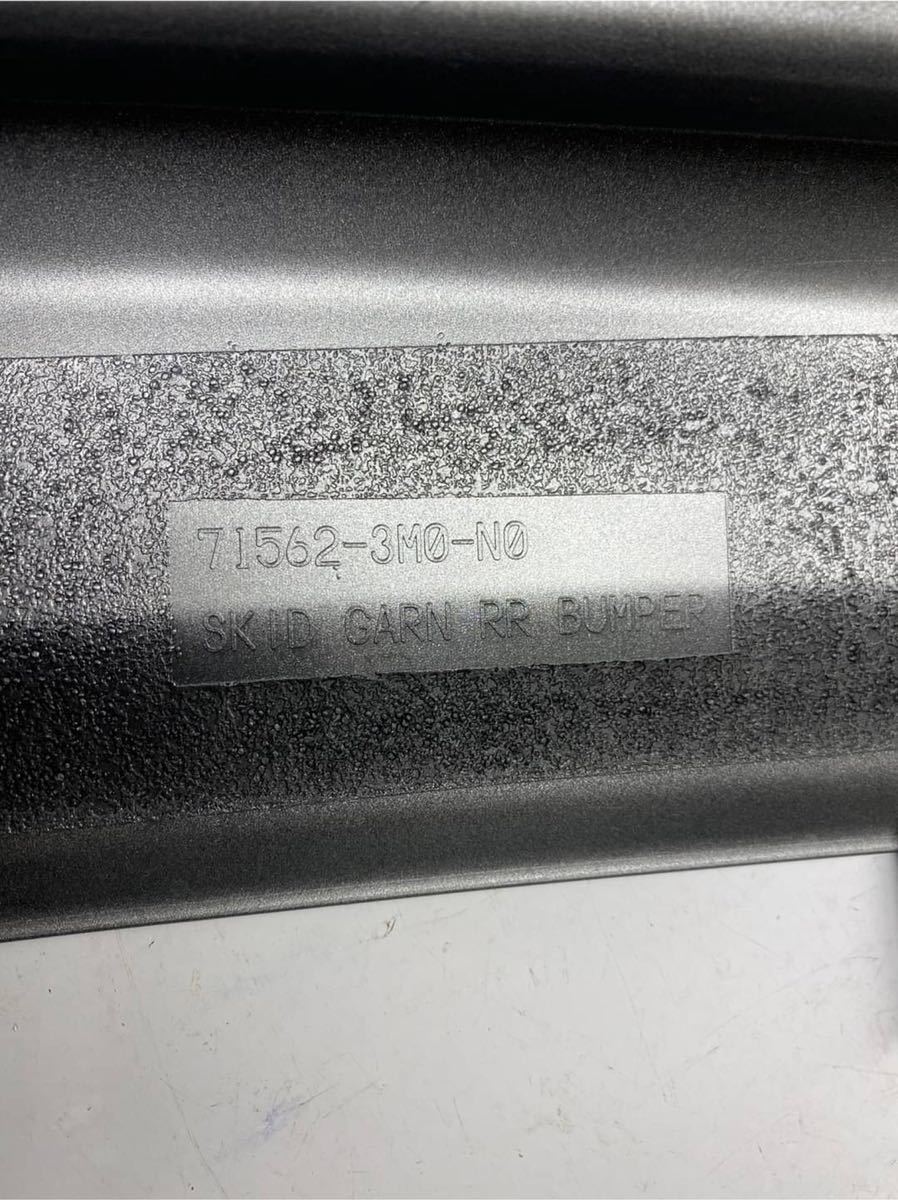 71562-3M0-N0
SKID GARN RR BUMPER